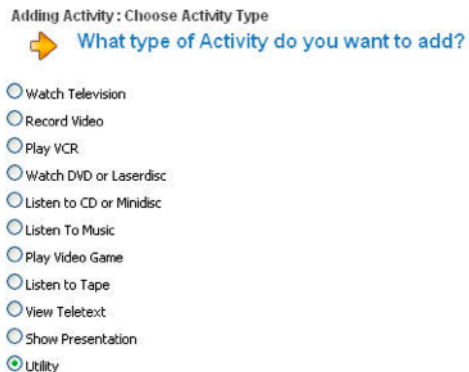 Adding Activity : Choose Activity Type
What type of Activity do you want to add?
Watch Television
Record Video
Play VCR
Watch DVD or Laserdisc
Listen to CD or Minidisc
Listen To Music
Play Video Game
Listen to Tape
View Teletext
Show Presentation
Utility